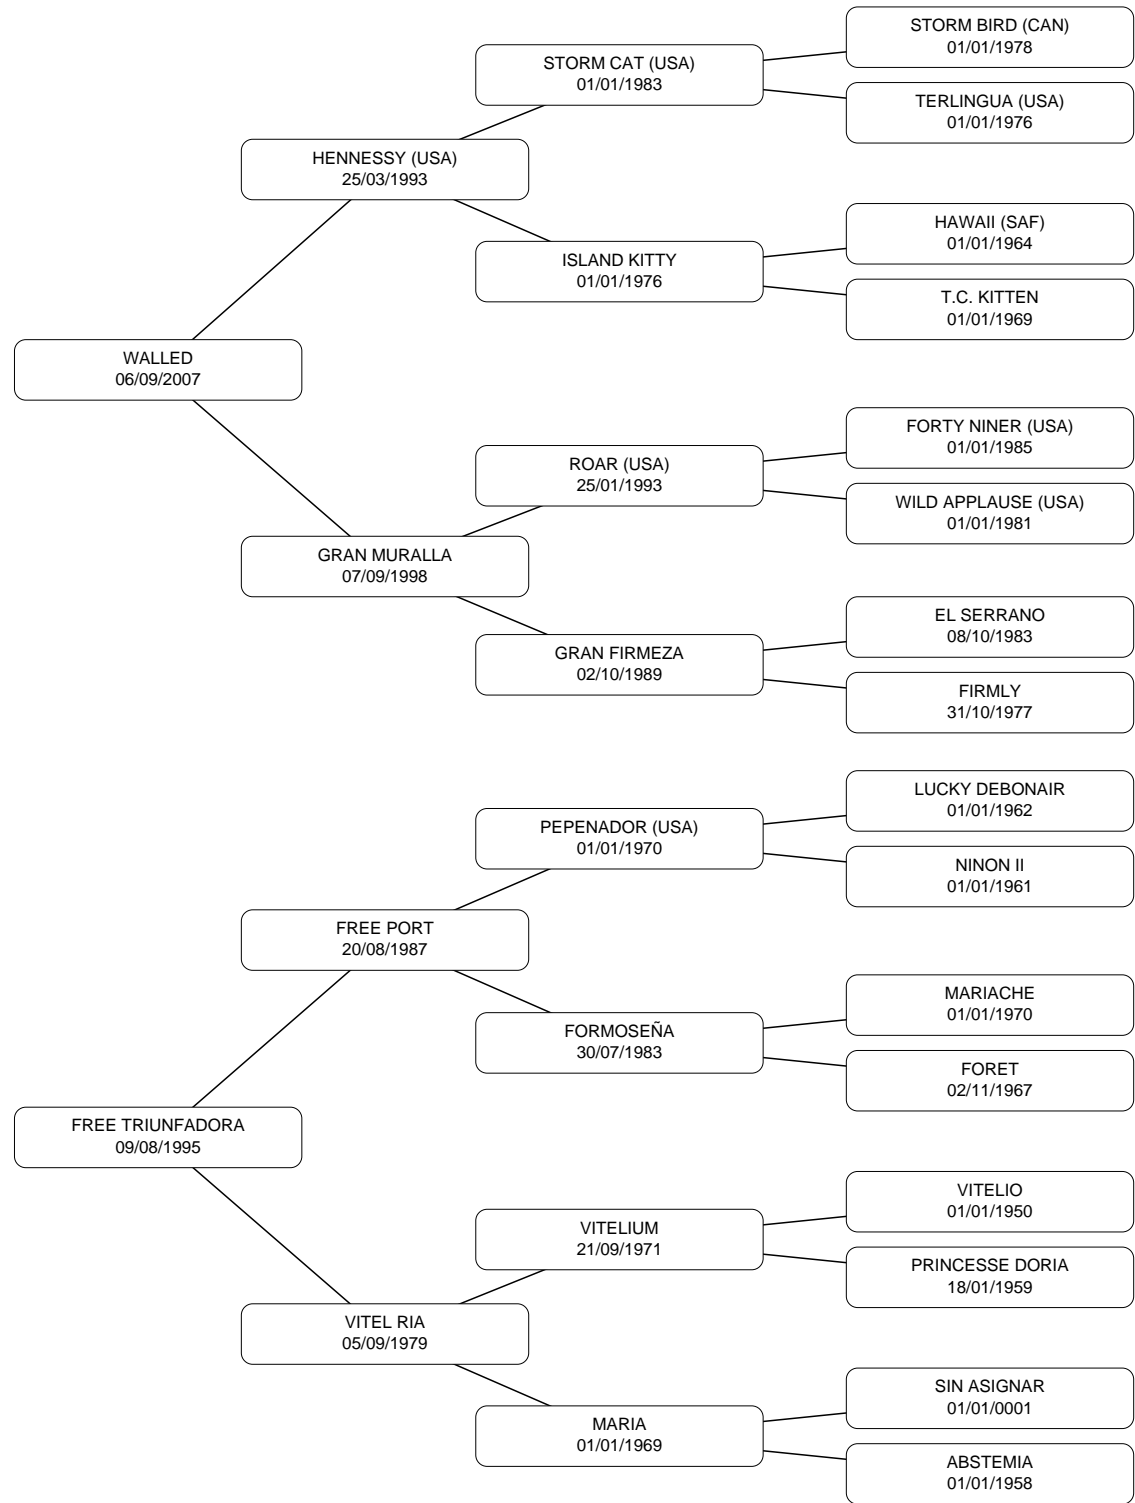 STORM BIRD (CAN)
01/01/1978
STORM CAT (USA)
01/01/1983
TERLINGUA (USA)
01/01/1976
HENNESSY (USA)
25/03/1993
HAWAII (SAF)
01/01/1964
ISLAND KITTY
01/01/1976
T.C. KITTEN
01/01/1969
WALLED
06/09/2007
FORTY NINER (USA)
01/01/1985
ROAR (USA)
25/01/1993
WILD APPLAUSE (USA)
01/01/1981
GRAN MURALLA
07/09/1998
EL SERRANO
08/10/1983
GRAN FIRMEZA
02/10/1989
FIRMLY
31/10/1977
LUCKY DEBONAIR
01/01/1962
PEPENADOR (USA)
01/01/1970
NINON II
01/01/1961
FREE PORT
20/08/1987
MARIACHE
01/01/1970
FORMOSEÑA
30/07/1983
FORET
02/11/1967
FREE TRIUNFADORA
09/08/1995
VITELIO
01/01/1950
VITELIUM
21/09/1971
PRINCESSE DORIA
18/01/1959
VITEL RIA
05/09/1979
SIN ASIGNAR
01/01/0001
MARIA
01/01/1969
ABSTEMIA
01/01/1958